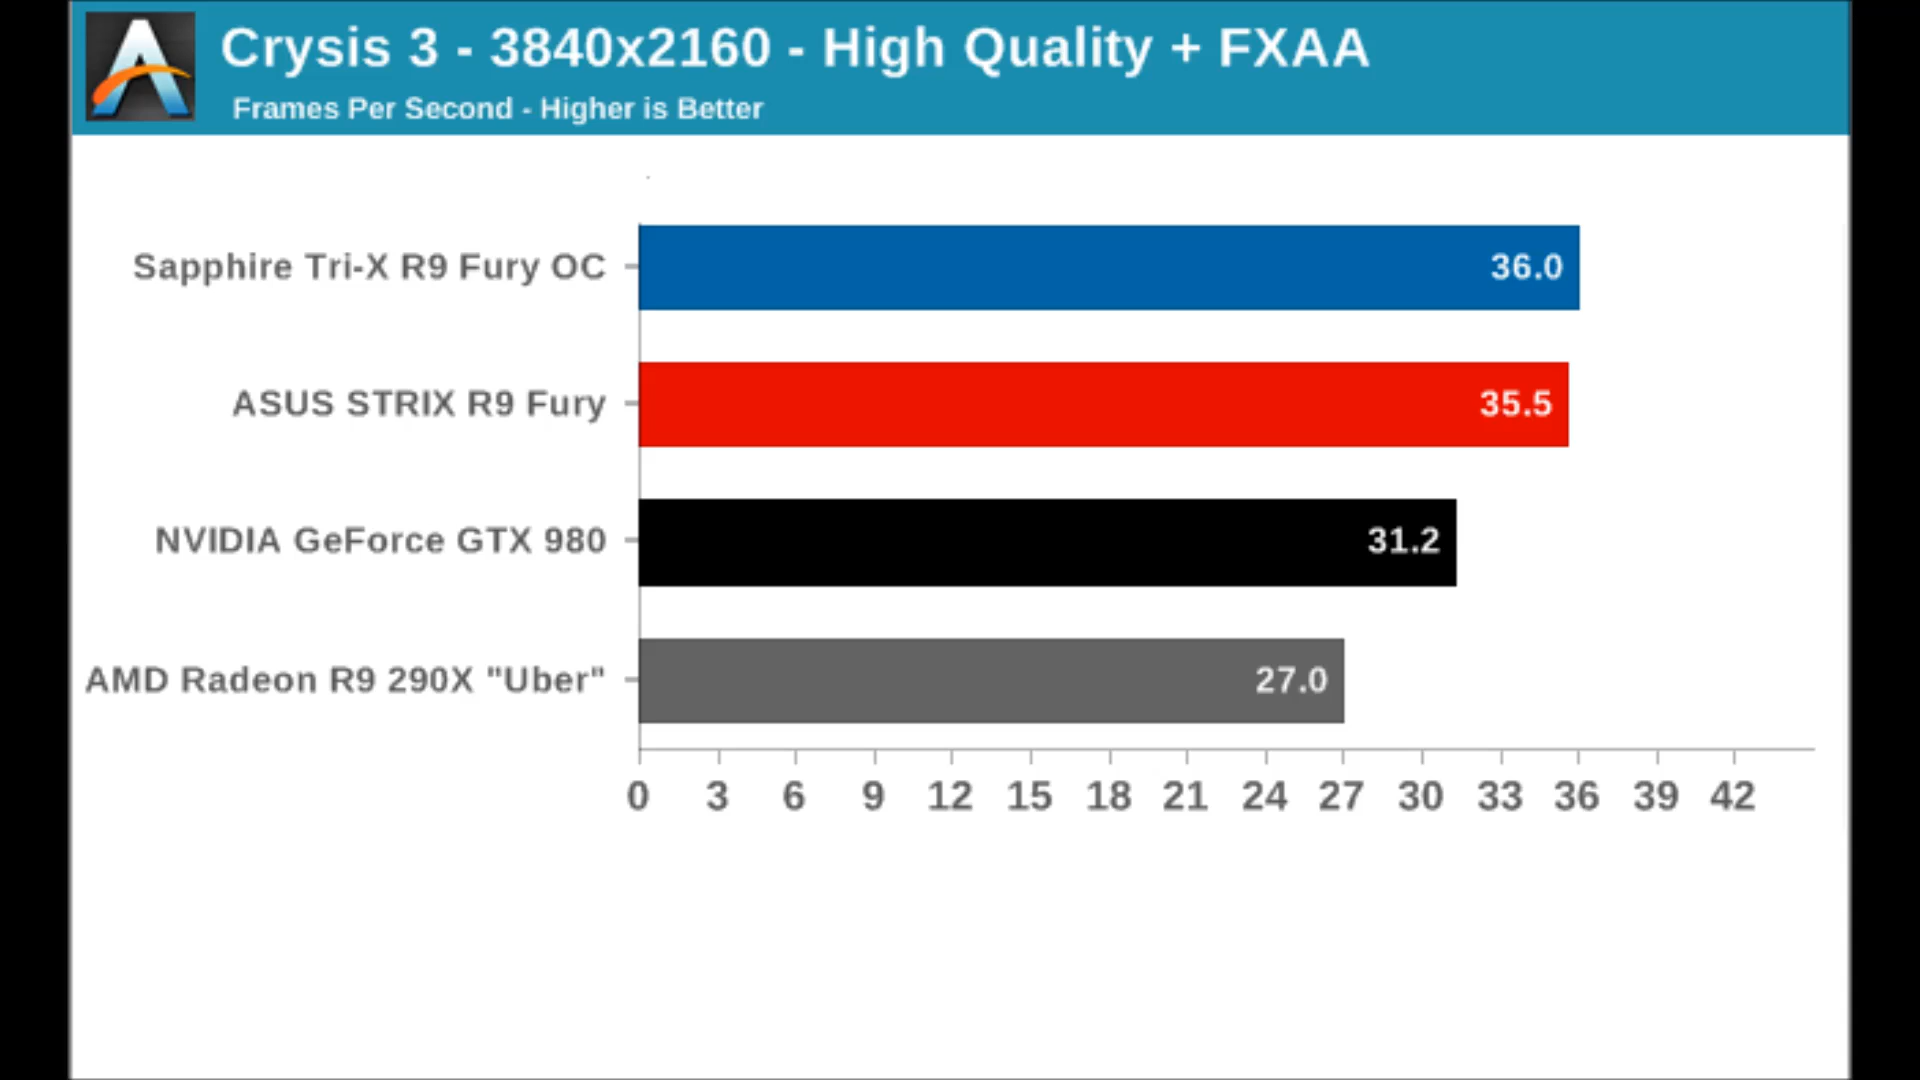 Crysis 3 - 3840x2160 - High Quality + FXAA
Frames Per Second - Higher is Better
Sapphire Tri-X R9 Fury OC 36.0
ASUS STRIX R9 Fury 35.5
NVIDIA GeForce GTX 980 31.2
AMD Radeon R9 290X "Uber" 27.0
0 3 6 9 12 15 18 21 24 27 30 33 36 39 42